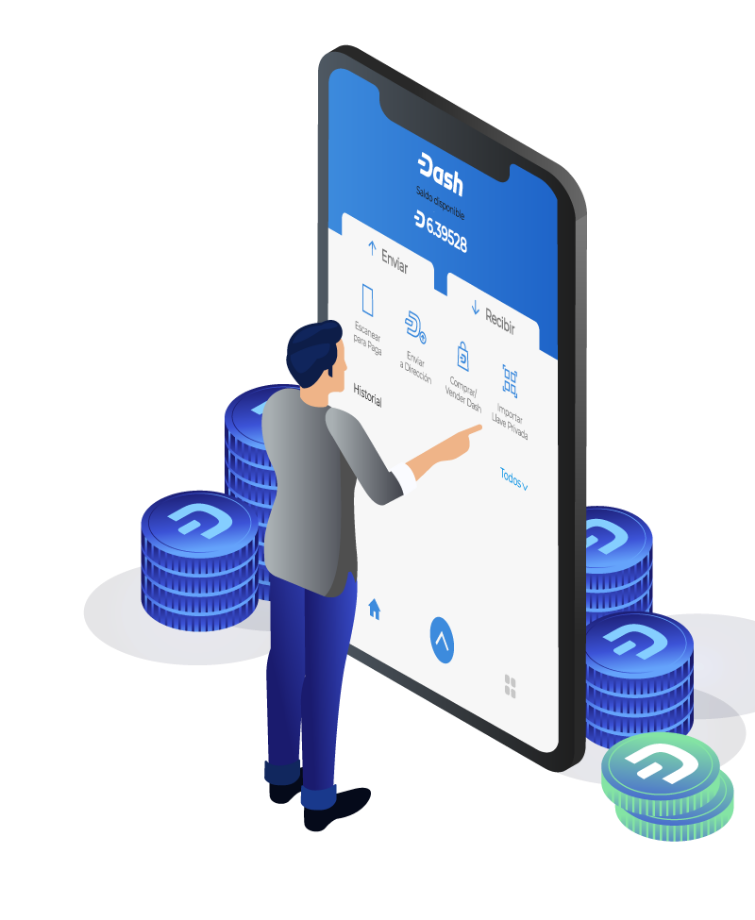 Dash
Saldo disponible
6.39528
Enviar
Recibir
Escanear
para Paga
Enviar
a Dirección
Comprar/
Vender Dash
Importar
Llave Privada
Historial
Todos